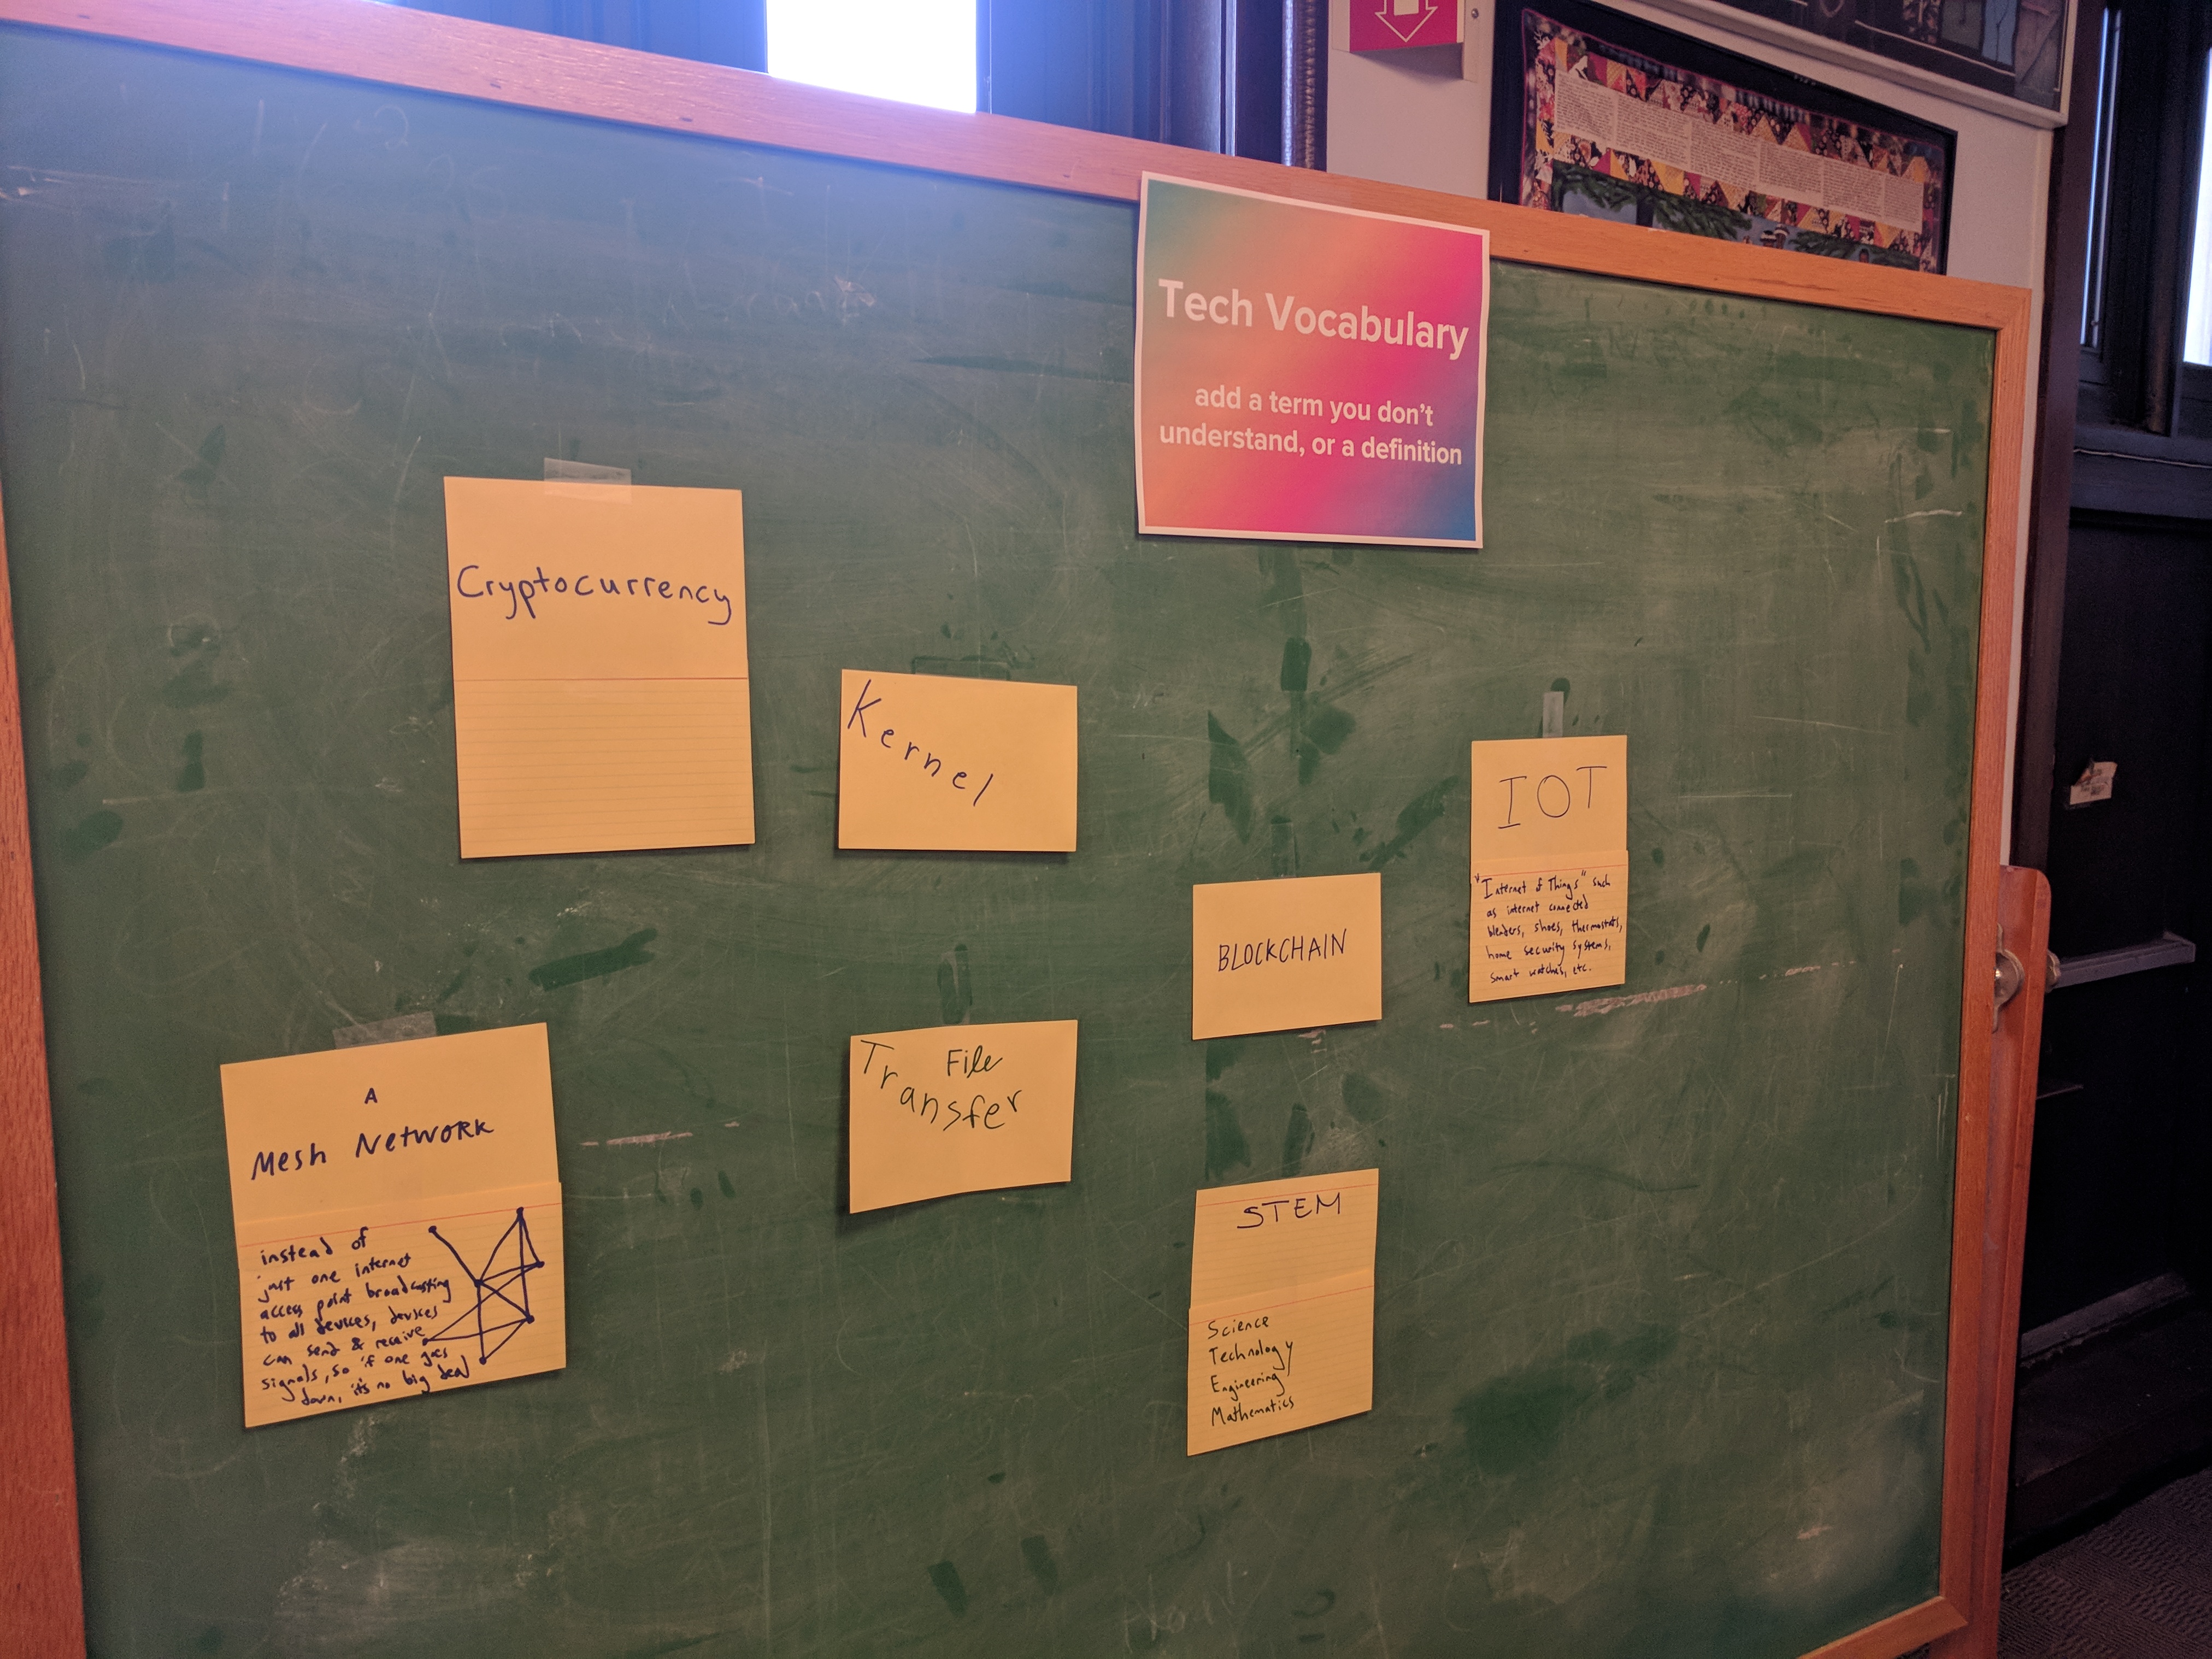 Tech Vocabulary
add a term you don't
understand, or a definition
Cryptocurrency
Kernel
IOT
"Internet of Things" such
as internet connected
blenders, shoes, thermostats,
home security systems,
smart watches, etc.
BLOCKCHAIN
A
Mesh Network
instead of
just one internet
access point broadcasting
to all devices, devices
can send & receive
signals, so if one goes
down, it's no big deal
File
Transfer
STEM
Science
Technology
Engineering
Mathematics